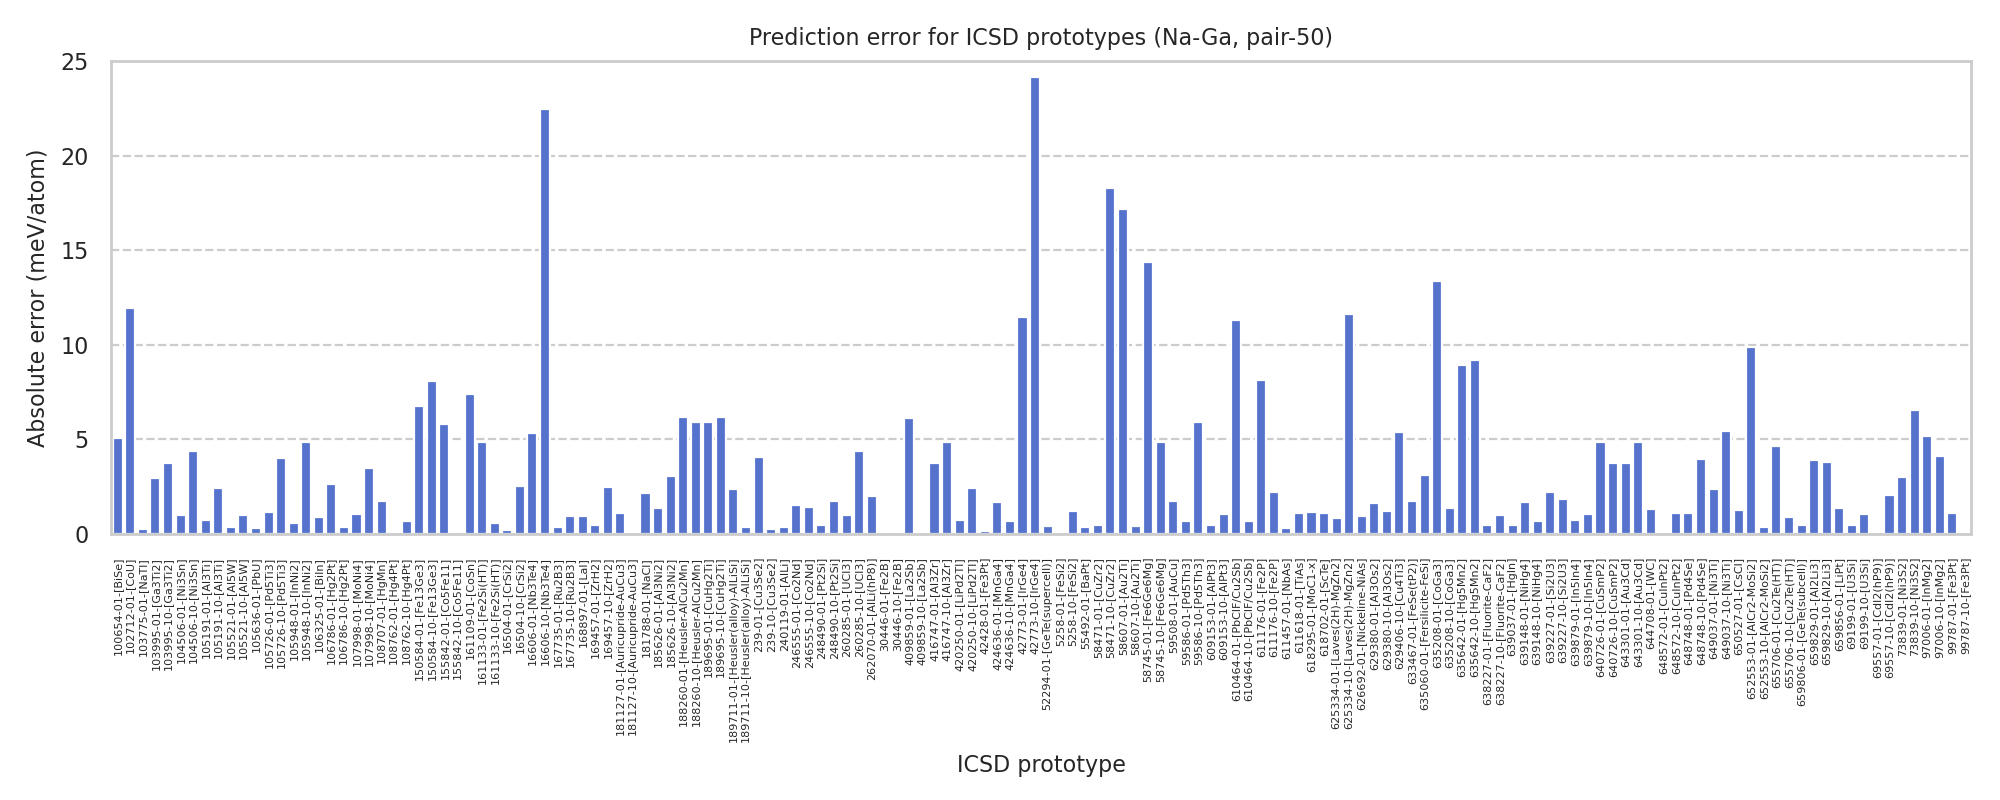 Prediction error for ICSD prototypes (Na-Ga, pair-50)
Absolute error (meV/atom)
25
20
15
10
5
0
100654-01-[BiSe]
102712-01-[CoU]
103775-01-[NaTl]
103995-01-[Ga3Ti2]
103995-10-[Ga3Ti2]
104506-01-[Ni3Sn]
104506-10-[Ni3Sn]
105191-01-[Al3Ti]
105191-10-[Al3Ti]
105521-01-[Al5W]
105521-10-[Al5W]
105636-01-[PbU]
105726-01-[Pd5Ti3]
105726-10-[Pd5Ti3]
105948-01-[InNi2]
105948-10-[InNi2]
106325-01-[BiIn]
106786-01-[Hg2Pt]
106786-10-[Hg2Pt]
107998-01-[MoNi4]
107998-10-[MoNi4]
108707-01-[HgMn]
108762-01-[Hg4Pt]
108762-10-[Hg4Pt]
150584-01-[Fe13Ge3]
150584-10-[Fe13Ge3]
155842-01-[Co5Fe11]
155842-10-[Co5Fe11]
161109-01-[CoSn]
161133-01-[Fe2Si(HT)]
161133-10-[Fe2Si(HT)]
16504-01-[CrSi2]
16504-10-[CrSi2]
16606-01-[Nb3Te4]
16606-10-[Nb3Te4]
167735-01-[Ru2B3]
167735-10-[Ru2B3]
168897-01-[LaI]
169457-01-[ZrH2]
169457-10-[ZrH2]
181127-01-[Auricupride-AuCu3]
181127-10-[Auricupride-AuCu3]
181788-01-[NaCl]
185626-01-[Al3Ni2]
185626-10-[Al3Ni2]
188260-01-[Heusler-AlCu2Mn]
188260-10-[Heusler-AlCu2Mn]
189695-01-[CuHg2Ti]
189695-10-[CuHg2Ti]
189711-01-[Heusler(alloy)-AlLiSi]
189711-10-[Heusler(alloy)-AlLiSi]
239-01-[Cu3Se2]
239-10-[Cu3Se2]
240119-01-[AlLi]
246555-01-[Co2Nd]
246555-10-[Co2Nd]
248490-01-[Pt2Si]
248490-10-[Pt2Si]
260285-01-[UCl3]
260285-10-[UCl3]
262070-01-[AlLi(hP8)]
30446-01-[Fe2B]
30446-10-[Fe2B]
409859-01-[La2Sb]
409859-10-[La2Sb]
416747-01-[Al3Zr]
416747-10-[Al3Zr]
420250-01-[LiPd2Tl]
420250-10-[LiPd2Tl]
42428-01-[Fe3Pt]
424636-01-[MnGa4]
424636-10-[MnGa4]
42773-01-[IrGe4]
42773-10-[IrGe4]
52294-01-[GeTe(supercell)]
5258-01-[FeSi2]
5258-10-[FeSi2]
55492-01-[BaPt]
58471-01-[CuZr2]
58471-10-[CuZr2]
58607-01-[Au2Ti]
58607-10-[Au2Ti]
58745-01-[Fe6Ge6Mg]
58745-10-[Fe6Ge6Mg]
59508-01-[AuCu]
59586-01-[Pd5Th3]
59586-10-[Pd5Th3]
609153-01-[AlPt3]
609153-10-[AlPt3]
610464-01-[PbClF/Cu2Sb]
610464-10-[PbClF/Cu2Sb]
611176-01-[Fe2P]
611176-10-[Fe2P]
611457-01-[NbAs]
611618-01-[TiAs]
618295-01-[MoC1-x]
618702-01-[ScTe]
625334-01-[Laves(2H)-MgZn2]
625334-10-[Laves(2H)-MgZn2]
626692-01-[Nickeline-NiAs]
629380-01-[Al3Os2]
629380-10-[Al3Os2]
629406-10-[Cu4Ti3]
633467-01-[FeSe(tP2)]
635060-01-[Fersilicite-FeSi]
635208-01-[CoGa3]
635208-10-[CoGa3]
635642-01-[Hg5Mn2]
635642-10-[Hg5Mn2]
638227-01-[Fluorite-CaF2]
638227-10-[Fluorite-CaF2]
639037-01-[HgIn]
639148-01-[NiHg4]
639148-10-[NiHg4]
639227-01-[Si2U3]
639227-10-[Si2U3]
639879-01-[In5In4]
639879-10-[In5In4]
640726-01-[CuSmP2]
640726-10-[CuSmP2]
643301-01-[Au3Cd]
643301-10-[Au3Cd]
644708-01-[WC]
648572-01-[CuInPt2]
648572-10-[CuInPt2]
648748-01-[Pd4Se]
648748-10-[Pd4Se]
649037-01-[Ni3Ti]
649037-10-[Ni3Ti]
650527-01-[CsCl]
652553-01-[AlCr2-MoSi2]
652553-10-[AlCr2-MoSi2]
655706-01-[Cu2Te(HT)]
655706-10-[Cu2Te(HT)]
659806-01-[GeTe(subcell)]
659829-01-[Al2Li3]
659829-10-[Al2Li3]
659856-01-[LiPt]
69199-01-[U3Si]
69199-10-[U3Si]
69557-01-[CdI2(hP9)]
69557-10-[CdI2(hP9)]
73839-01-[Ni3S2]
73839-10-[Ni3S2]
97006-01-[InMg2]
97006-10-[InMg2]
99787-01-[Fe3Pt]
99787-10-[Fe3Pt]
ICSD prototype